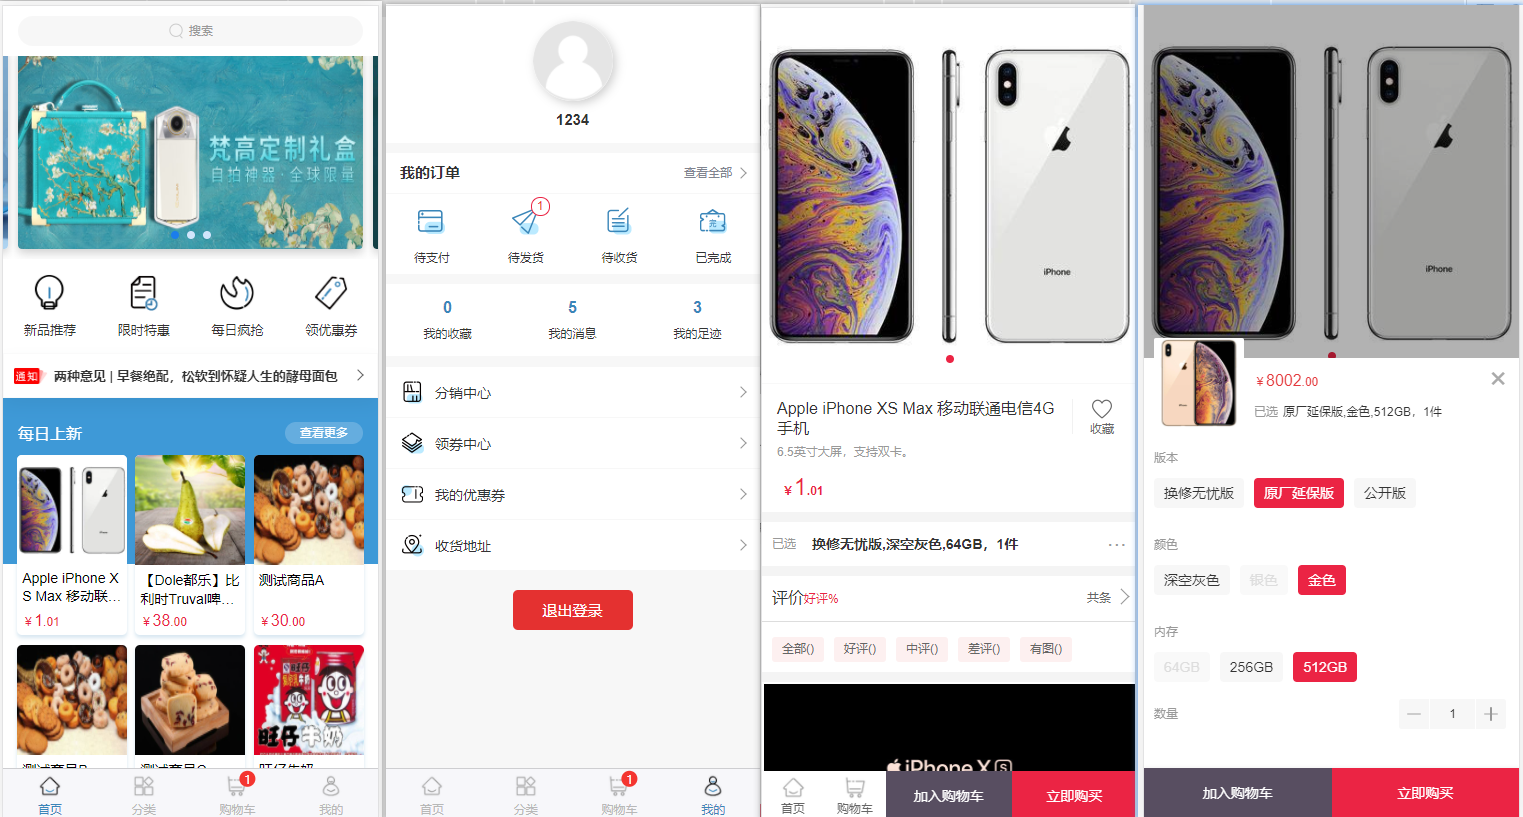 搜索
梵高定制礼盒
自拍神器·全球限量
新品推荐
限时特惠
每日疯抢
领优惠券
通知
两种意见 | 早餐绝配，松软到怀疑人生的酵母面包
每日上新
查看更多
Apple iPhone X
S Max 移动联...
￥1.01
【Dole都乐】比
利时Truval啤...
￥38.00
测试商品A
￥30.00
iPhone
旺仔
牛奶
测试商品B
测试商品C
旺仔牛奶
首页
分类
购物车
1
我的
1234
我的订单
查看全部
待支付
1
待发货
待收货
已完成
0
5
3
我的收藏
我的消息
我的足迹
分销中心
领券中心
我的优惠券
收货地址
退出登录
首页
分类
购物车
1
我的
iPhone
Apple iPhone XS Max 移动联通电信4G
手机
收藏
6.5英寸大屏，支持双卡。
￥1.01
已选
换修无忧版,深空灰色,64GB，1件
评价好评%
共条
全部()
好评()
中评()
差评()
有图()
iPhone XS
首页
购物车
加入购物车
立即购买
iPhone
￥8002.00
已选 原厂延保版,金色,512GB，1件
版本
换修无忧版
原厂延保版
公开版
颜色
深空灰色
银色
金色
内存
64GB
256GB
512GB
数量
1
加入购物车
立即购买